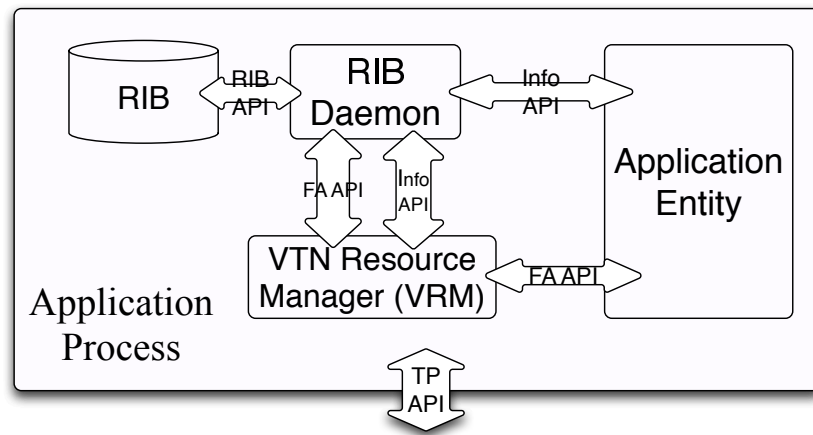 RIB
RIB
API
RIB
Daemon
Info
API
Application
Entity
FA API
Info
API
VTN Resource
Manager (VRM)
FA API
Application
Process
TP
API